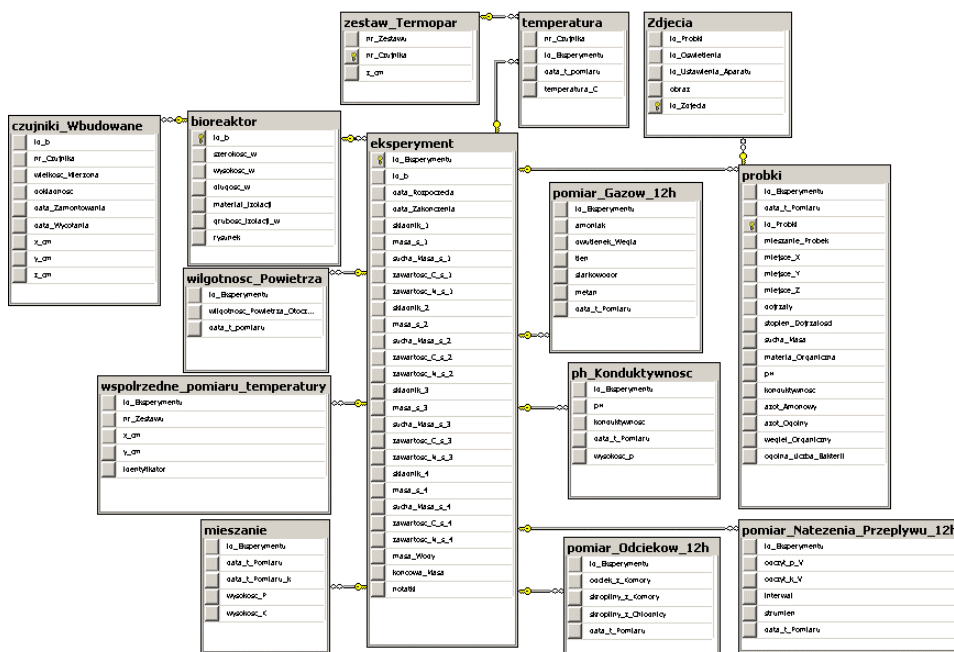 zestaw_Termopar
nr_Zestawu
nr_Czujnika
z_cm
temperatura
nr_Czujnika
id_Eksperymentu
data_t_pomiaru
temperatura_C
Zdjecia
id_Probki
id_Oswietlenia
id_Ustawienia_Aparatu
obraz
id_Zdjecia
czujniki_Wbudowane
id_b
nr_Czujnika
wielkosc_Mierzona
dokladnosc
data_Zamontowania
data_Wycofania
x_cm
y_cm
z_cm
bioreaktor
id_b
szerokosc_w
wysokosc_w
dlugosc_w
material_Izolacji
grubosc_Izolacji_w
rysunek
eksperyment
id_Eksperymentu
id_b
data_Rozpoczecia
data_Zakonczenia
skladnik_1
masa_s_1
sucha_Masa_s_1
zawartosc_C_s_1
zawartosc_N_s_1
skladnik_2
masa_s_2
sucha_Masa_s_2
zawartosc_C_s_2
zawartosc_N_s_2
skladnik_3
masa_s_3
sucha_Masa_s_3
zawartosc_C_s_3
zawartosc_N_s_3
skladnik_4
masa_s_4
sucha_Masa_s_4
zawartosc_C_s_4
zawartosc_N_s_4
masa_Wody
koncowa_Masa
notatki
pomiar_Gazow_12h
id_Eksperymentu
amoniak
dwutlenek_Wegla
tlen
siarkowodor
metan
data_t_Pomiaru
probki
id_Eksperymentu
data_t_Pomiaru
id_Probki
mieszanie_Probek
miejsce_X
miejsce_Y
miejsce_Z
dojrzaly
stopien_Dojrzalosci
sucha_Masa
materia_Organiczna
pH
konduktywnosc
azot_Amonowy
azot_Ogolny
wegiel_Organiczny
ogolna_Liczba_Bakterii
wilgotnosc_Powietrza
id_Eksperymentu
wilgotnosc_Powietrza_Otocz...
data_t_pomiaru
wspolrzedne_pomiaru_temperatury
id_Eksperymentu
nr_Zestawu
x_cm
y_cm
identyfikator
ph_Konduktywnosc
id_Eksperymentu
pH
konduktywnosc
data_t_Pomiaru
wysokosc_p
mieszanie
id_Eksperymentu
data_t_Pomiaru
data_t_Pomiaru_k
wysokosc_P
wysokosc_K
pomiar_Odciekow_12h
id_Eksperymentu
odciek_z_Komory
skropliny_z_Komory
skropliny_z_Chlodnicy
data_t_Pomiaru
pomiar_Natezenia_Przeplywu_12h
id_Eksperymentu
odczyt_p_V
odczyt_k_V
interwal
strumien
data_t_Pomiaru